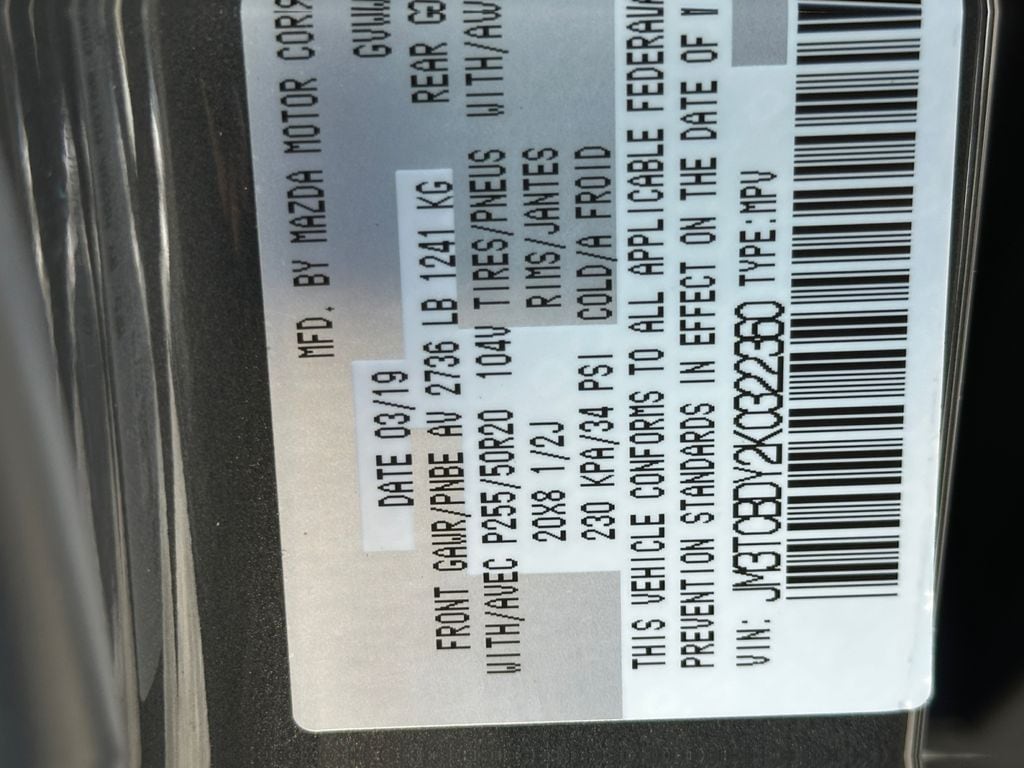 MFD. BY MAZDA MOTOR
DATE 03/19
FRONT GAWR/PNBE AV 2736 LB 1241 KG REAR
WITH/AVEC P255/50R20 104V TIRES/PNEUS WITH/AV
20X8 1/2J RIMS/JANTES
230 KPA/34 PSI COLD/A FROID
THIS VEHICLE CONFORMS TO ALL APPLICABLE FEDERAL
PREVENTION STANDARDS IN EFFECT ON THE DATE OF
VIN: JM3TCBDY2K0322360 TYPE:MPV